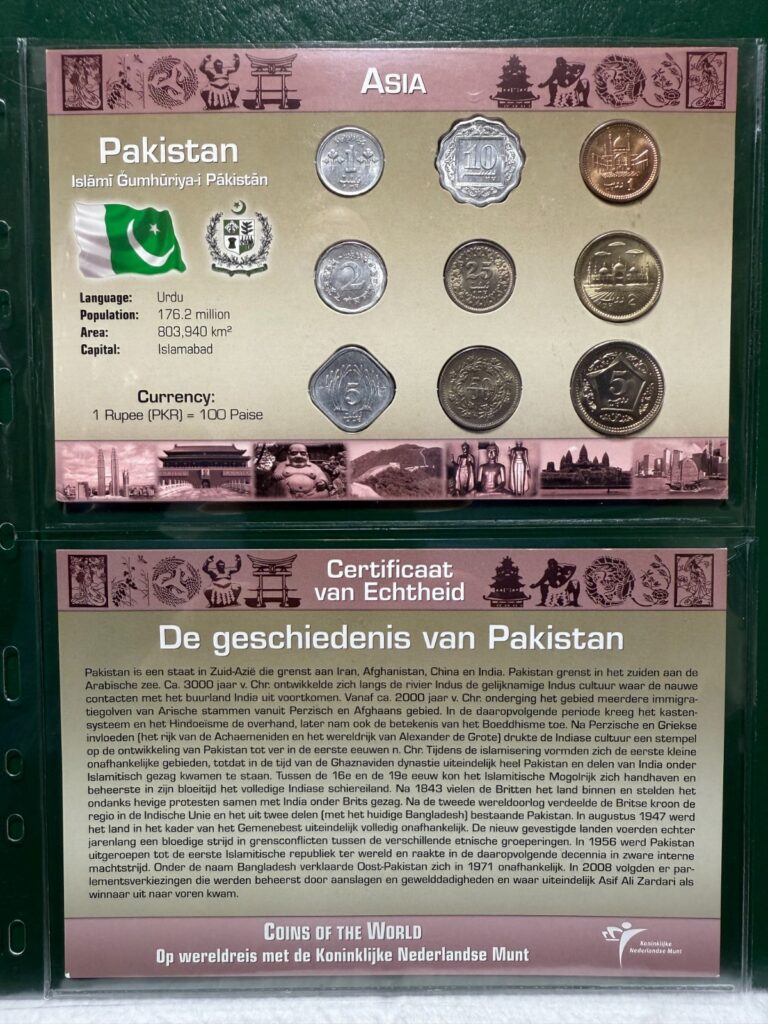 ASIA
Pakistan
Islāmī Ǧumhūriya-i Pākistān
Language: Urdu
Population: 176.2 million
Area: 803,940 km²
Capital: Islamabad
Currency:
1 Rupee (PKR) = 100 Paise
1
10
1
2
25
2
5
50
5
Certificaat
van Echtheid
De geschiedenis van Pakistan
Pakistan is een staat in Zuid-Azië die grenst aan Iran, Afghanistan, China en India. Pakistan grenst in het zuiden aan de
Arabische zee. Ca. 3000 jaar v. Chr. ontwikkelde zich langs de rivier Indus de gelijknamige Indus cultuur waar de nauwe
contacten met het buurland India uit voortkomen. Vanaf ca. 2000 jaar v. Chr. onderging het gebied meerdere immigra-
tiegolven van Arische stammen vanuit Perzisch en Afghaans gebied. In de daaropvolgende periode kreeg het kasten-
systeem en het Hindoeïsme de overhand, later nam ook de betekenis van het Boeddhisme toe. Na Perzische en Griekse
invloeden (het rijk van de Achaemeniden en het wereldrijk van Alexander de Grote) drukte de Indiase cultuur een stempel
op de ontwikkeling van Pakistan tot ver in de eerste eeuwen n. Chr. Tijdens de islamisering vormden zich de eerste kleine
onafhankelijke gebieden, totdat in de tijd van de Ghaznaviden dynastie uiteindelijk heel Pakistan en delen van India onder
Islamitisch gezag kwamen te staan. Tussen de 16e en de 19e eeuw kon het Islamitische Mogolrijk zich handhaven en
beheerste in zijn bloeitijd het volledige Indiase schiereiland. Na 1843 vielen de Britten het land binnen en stelden het
ondanks hevige protesten samen met India onder Brits gezag. Na de tweede wereldoorlog verdeelde de Britse kroon de
regio in de Indische Unie en het uit twee delen (met het huidige Bangladesh) bestaande Pakistan. In augustus 1947 werd
het land in het kader van het Gemenebest uiteindelijk volledig onafhankelijk. De nieuw gevestigde landen voerden echter
jarenlang een bloedige strijd in grensconflicten tussen de verschillende etnische groeperingen. In 1956 werd Pakistan
uitgeroepen tot de eerste Islamitische republiek ter wereld en raakte in de daaropvolgende decennia in zware interne
machtstrijd. Onder de naam Bangladesh verklaarde Oost-Pakistan zich in 1971 onafhankelijk. In 2008 volgden er par-
lementsverkiezingen die werden beheerst door aanslagen en gewelddadigheden en waar uiteindelijk Asif Ali Zardari als
winnaar uit naar voren kwam.
COINS OF THE WORLD
Op wereldreis met de Koninklijke Nederlandse Munt
Koninklijke
Nederlandse Munt